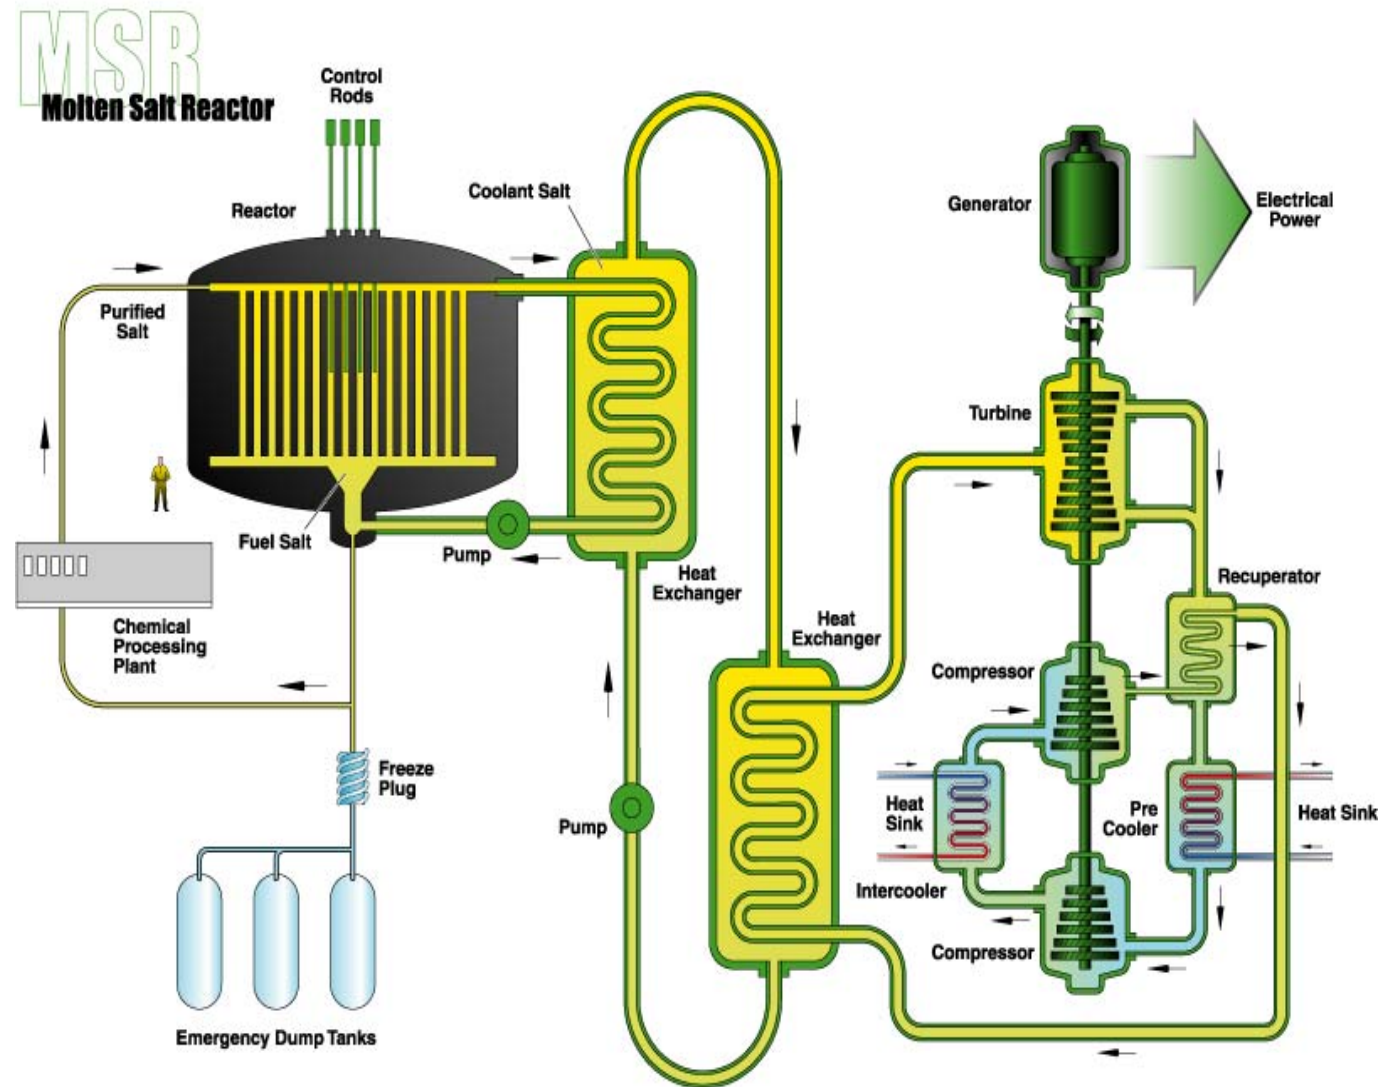 MSR
Molten Salt Reactor
Control
Rods
Reactor
Coolant Salt
Purified
Salt
Fuel Salt
Pump
Heat
Exchanger
Chemical
Processing
Plant
Freeze
Plug
Emergency Dump Tanks
Pump
Heat
Exchanger
Generator
Electrical
Power
Turbine
Recuperator
Compressor
Heat
Sink
Pre
Cooler
Heat Sink
Intercooler
Compressor